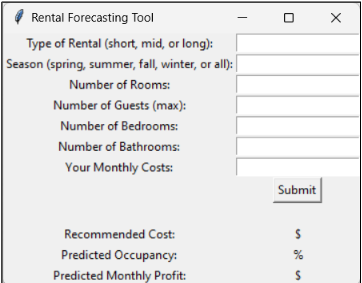 Rental Forecasting Tool
Type of Rental (short, mid, or long):
Season (spring, summer, fall, winter, or all):
Number of Rooms:
Number of Guests (max):
Number of Bedrooms:
Number of Bathrooms:
Your Monthly Costs:
Submit
Recommended Cost: $
Predicted Occupancy: %
Predicted Monthly Profit: $